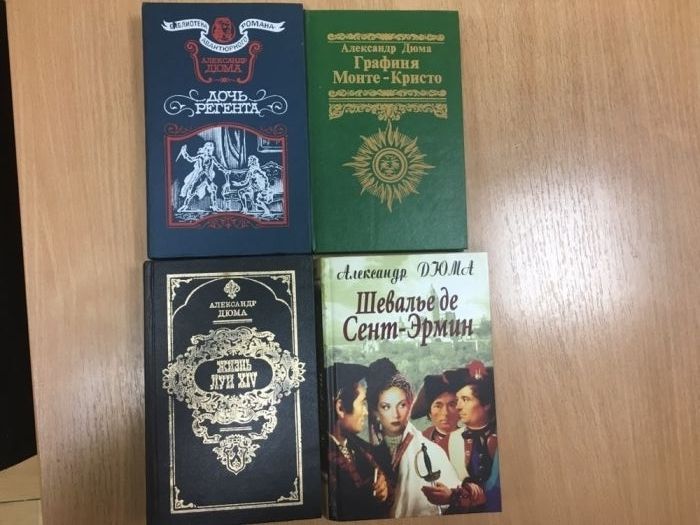 БИБЛИОТЕКА
АВАНТЮРНОГО
РОМАНА
АЛЕКСАНДР
ДЮМА
ДОЧЬ
РЕГЕНТА
Александр Дюма
Графиня
Монте-Кристо
АЛЕКСАНДР
ДЮМА
ЖИЗНЬ
ЛУИ XIV
Александр ДЮМА
Шевалье де
Сент-Эрмин